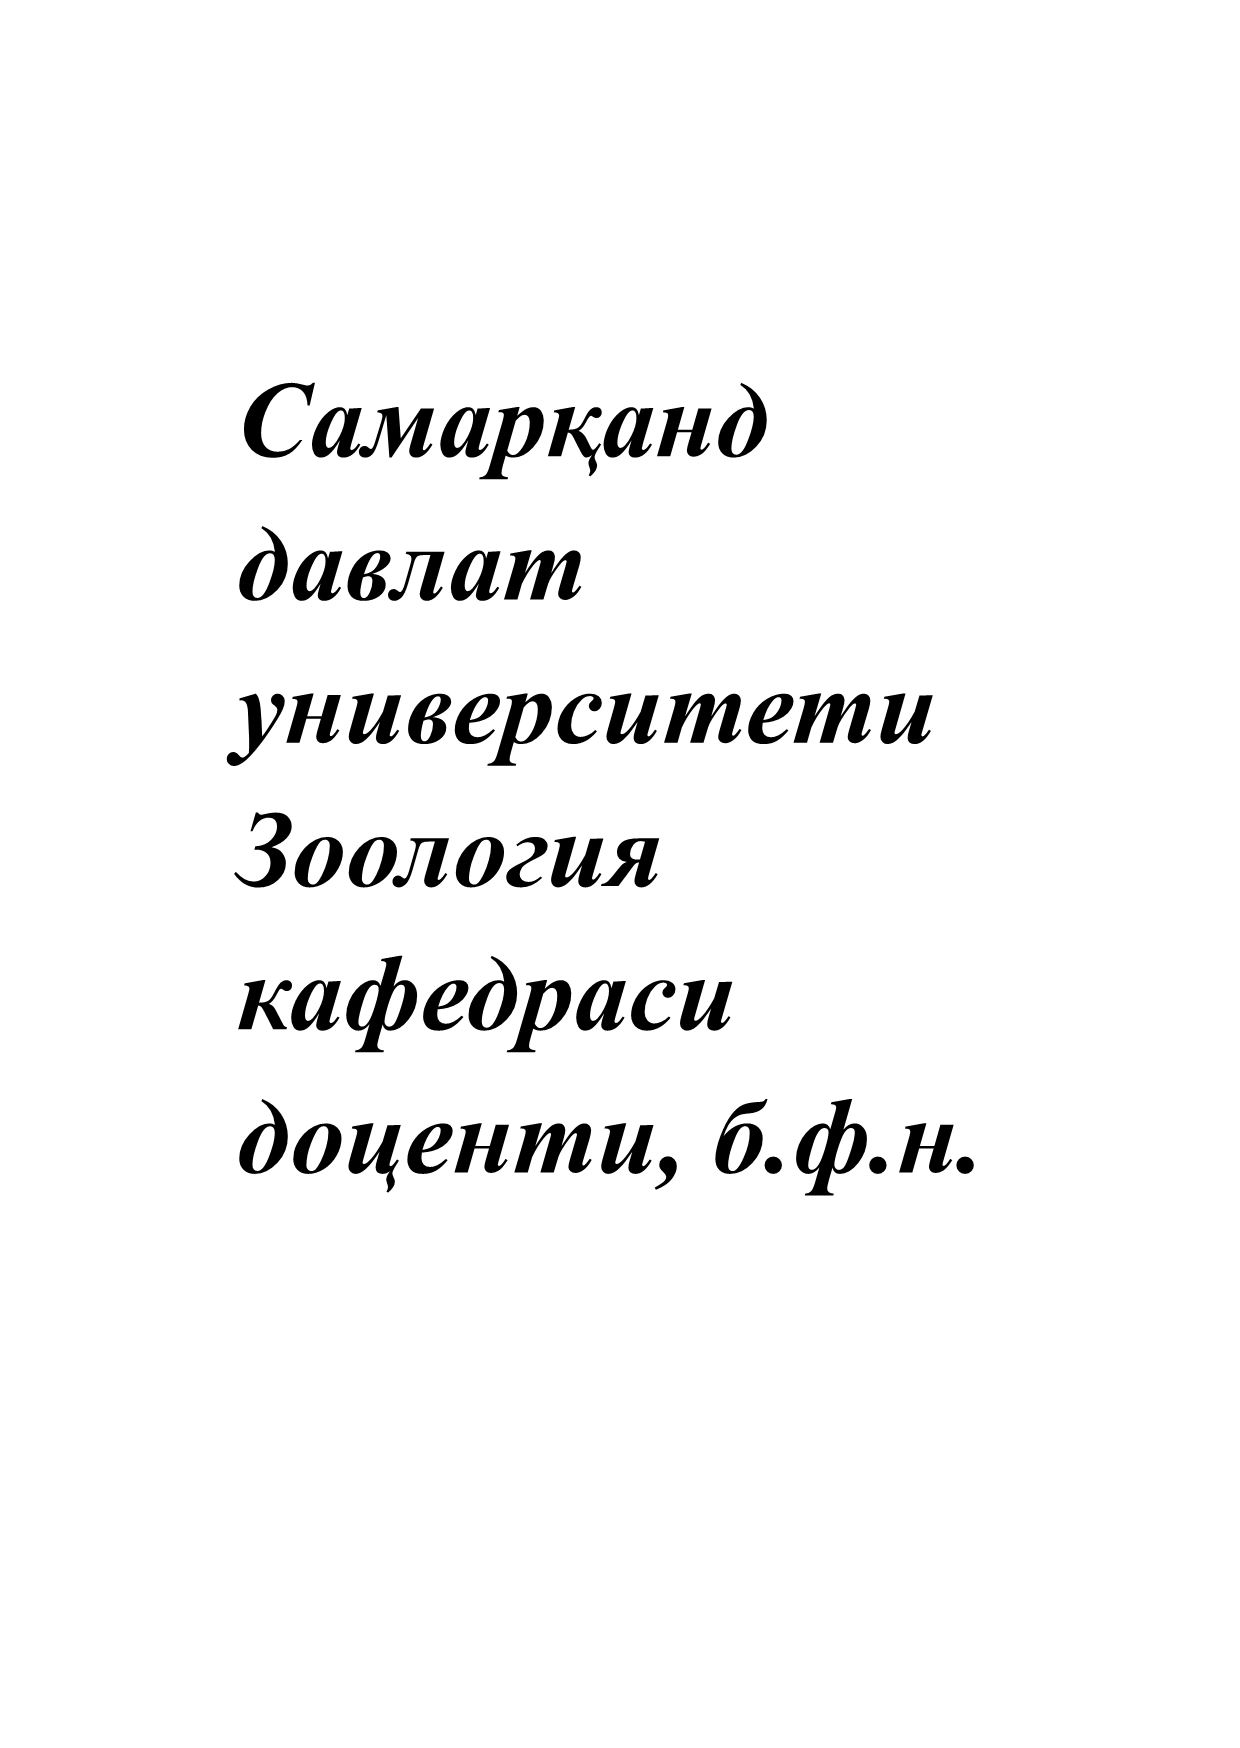 Самарқанд
давлат
университети
Зоология
кафедраси
доценти, б.ф.н.